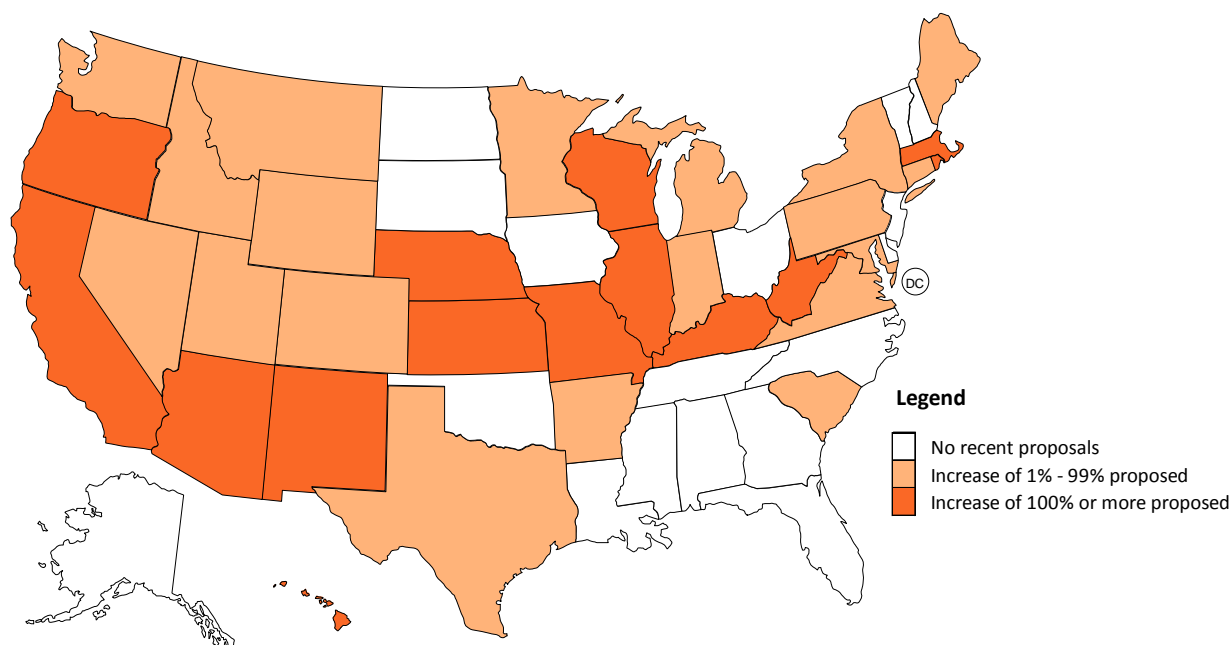 DC
Legend
No recent proposals
Increase of 1% - 99% proposed
Increase of 100% or more proposed